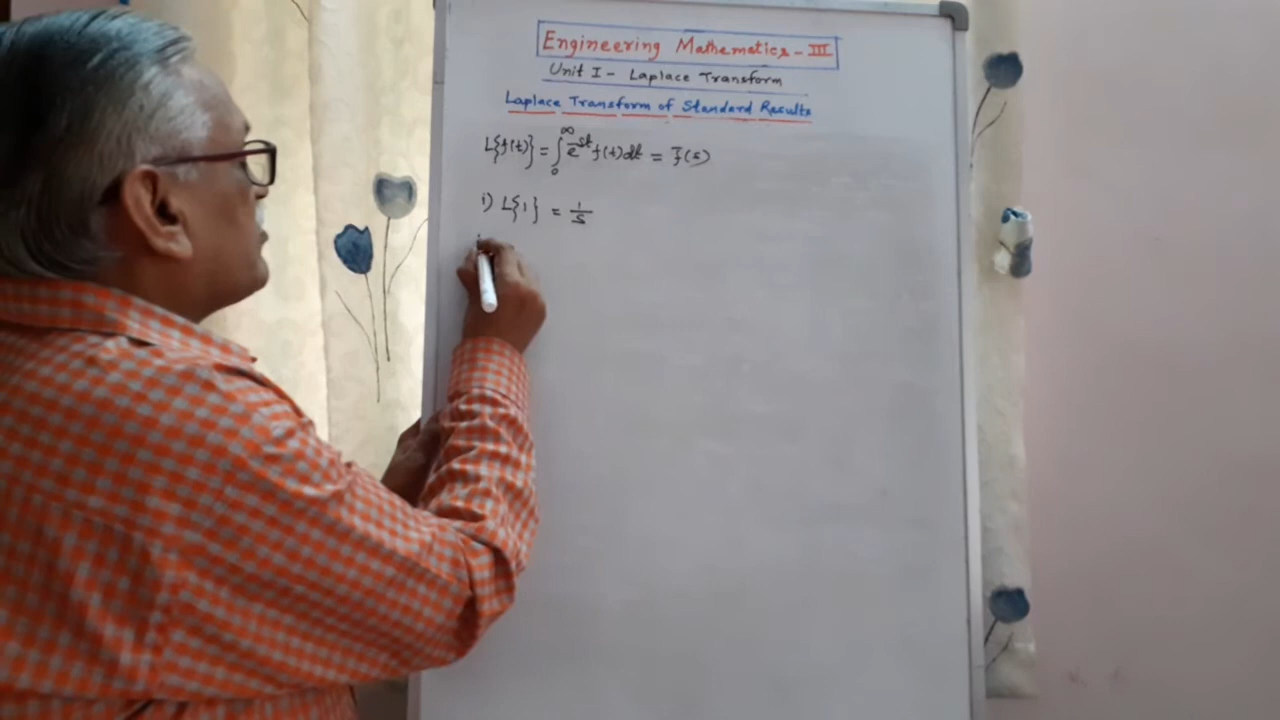 Engineering Mathematics - III
Unit I - Laplace Transform
Laplace Transform of Standard Results
L{f(t)} = ∫₀^∞ e^{-st} f(t) dt = f̄(s)
i) L{1} = 1/s